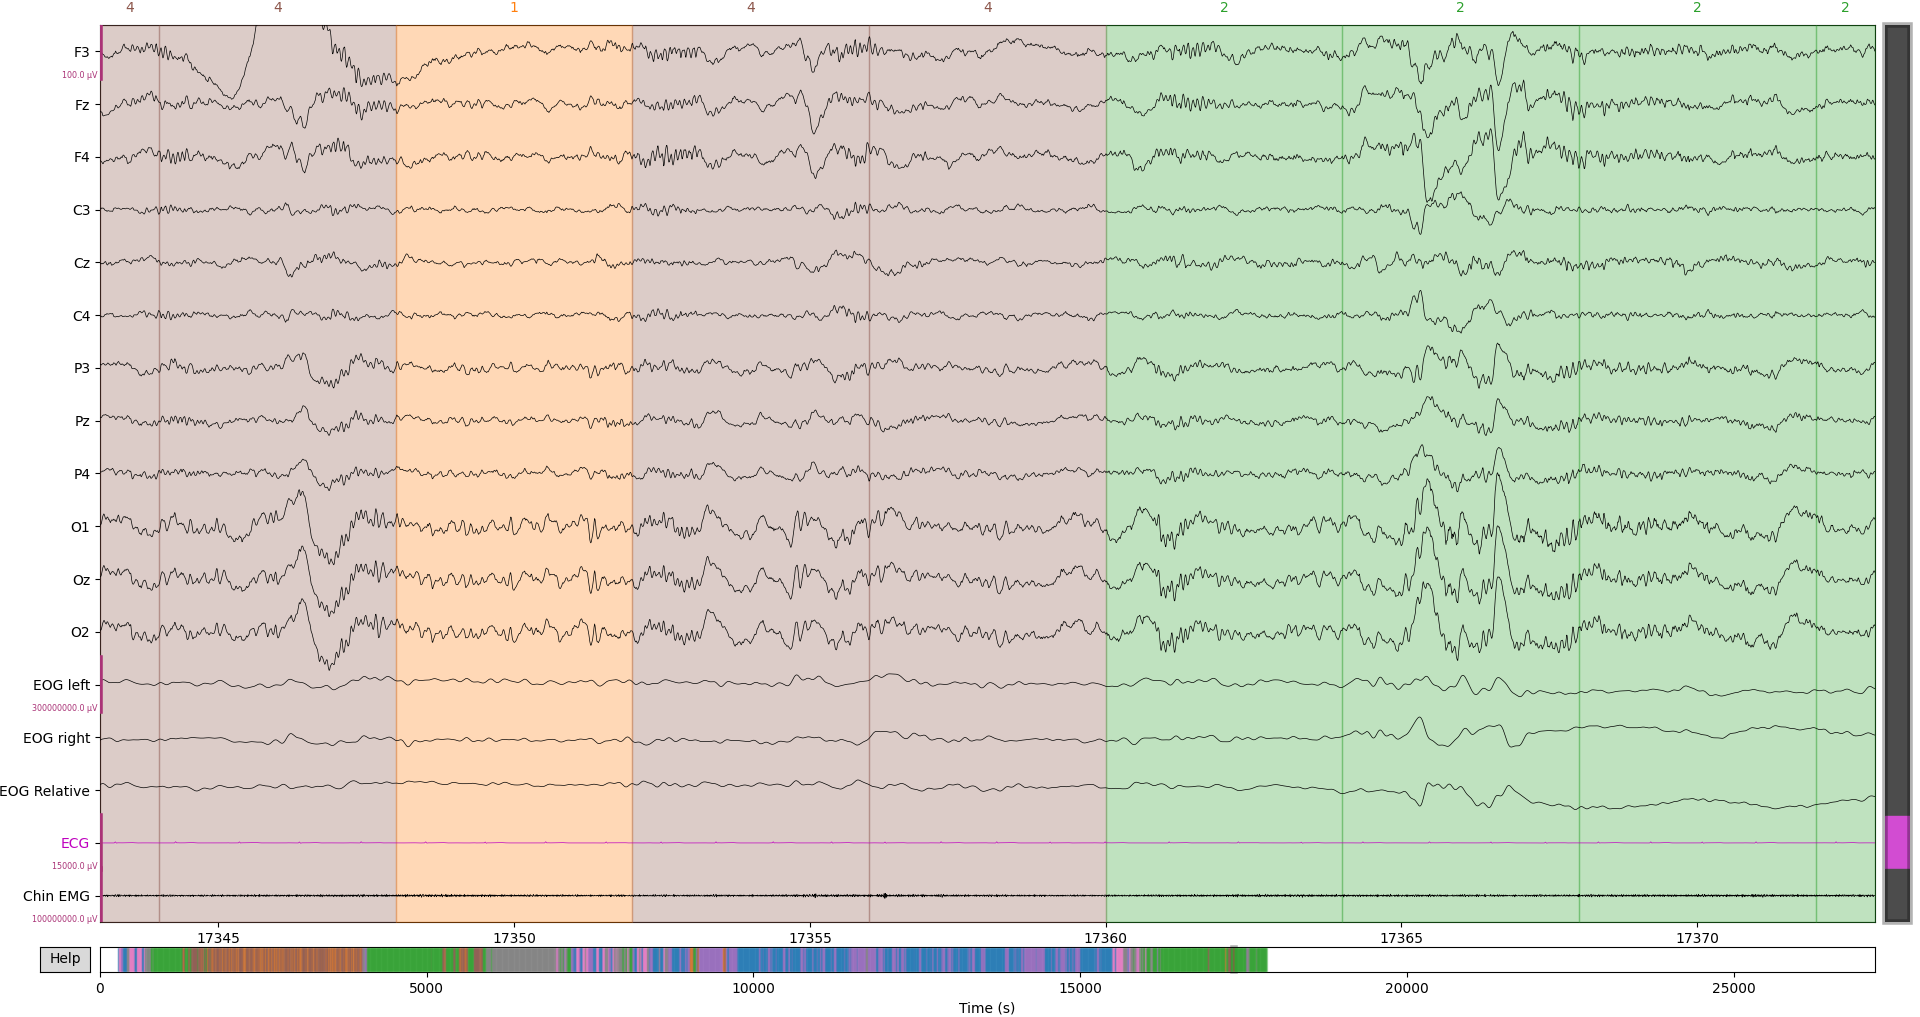 4 4 1 4 4 2 2 2 2
F3
100.0 µV
Fz
F4
C3
Cz
C4
P3
Pz
P4
O1
Oz
O2
EOG left
300000000.0 µV
EOG right
EOG Relative
ECG
15000.0 µV
Chin EMG
100000000.0 µV
17345 17350 17355 17360 17365 17370
Help
0 5000 10000 15000 20000 25000
Time (s)